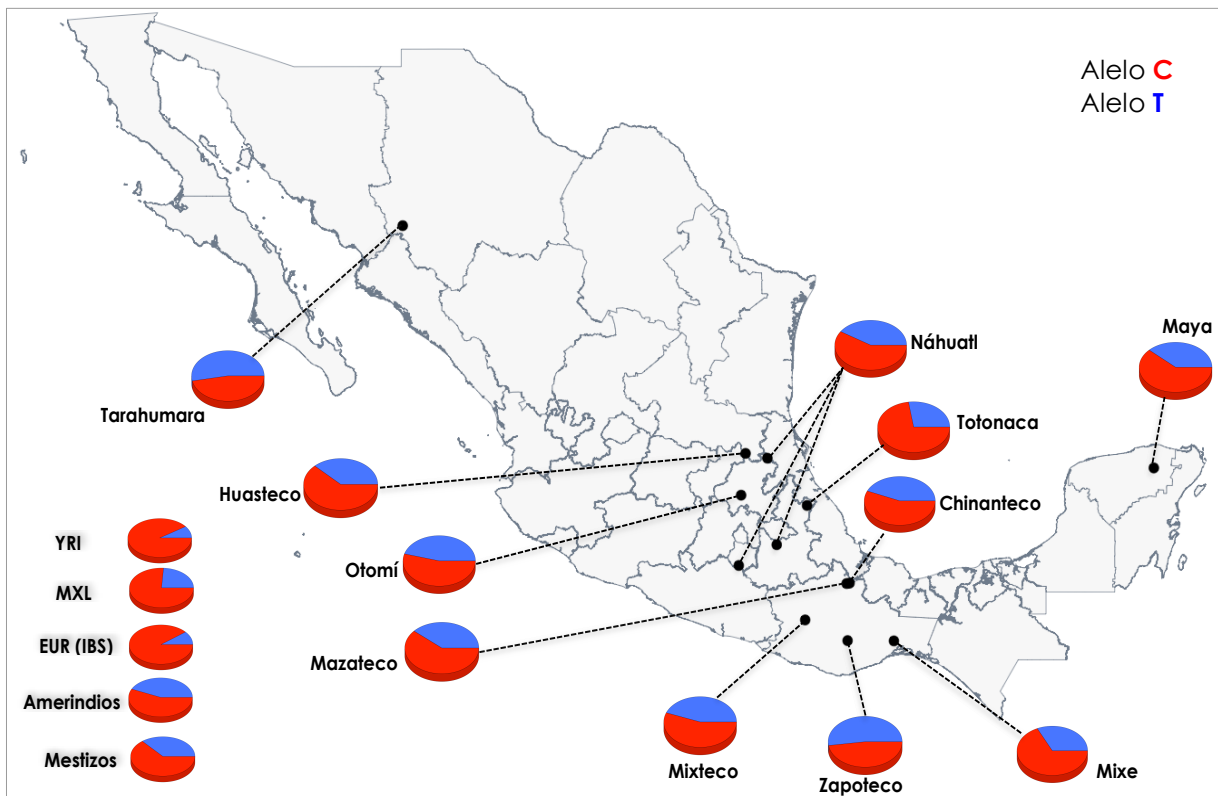 Alelo C
Alelo T
Maya
Náhuatl
Tarahumara
Totonaca
Huasteco
Chinanteco
YRI
Otomí
MXL
EUR (IBS)
Mazateco
Amerindios
Mestizos
Mixteco
Zapoteco
Mixe